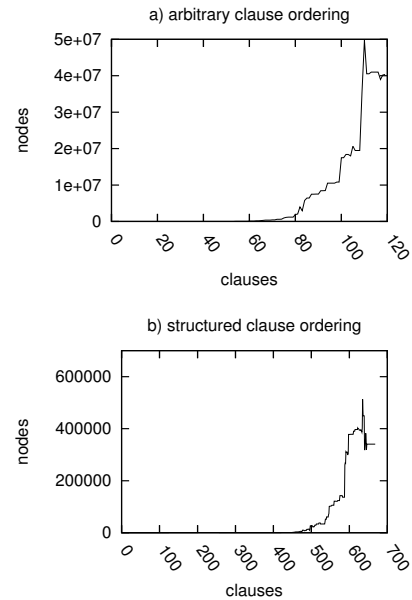 a) arbitrary clause ordering
5e+07
4e+07
3e+07
2e+07
1e+07
0
nodes
0 20 40 60 80 100 120
clauses
b) structured clause ordering
600000
400000
200000
0
nodes
0 100 200 300 400 500 600 700
clauses